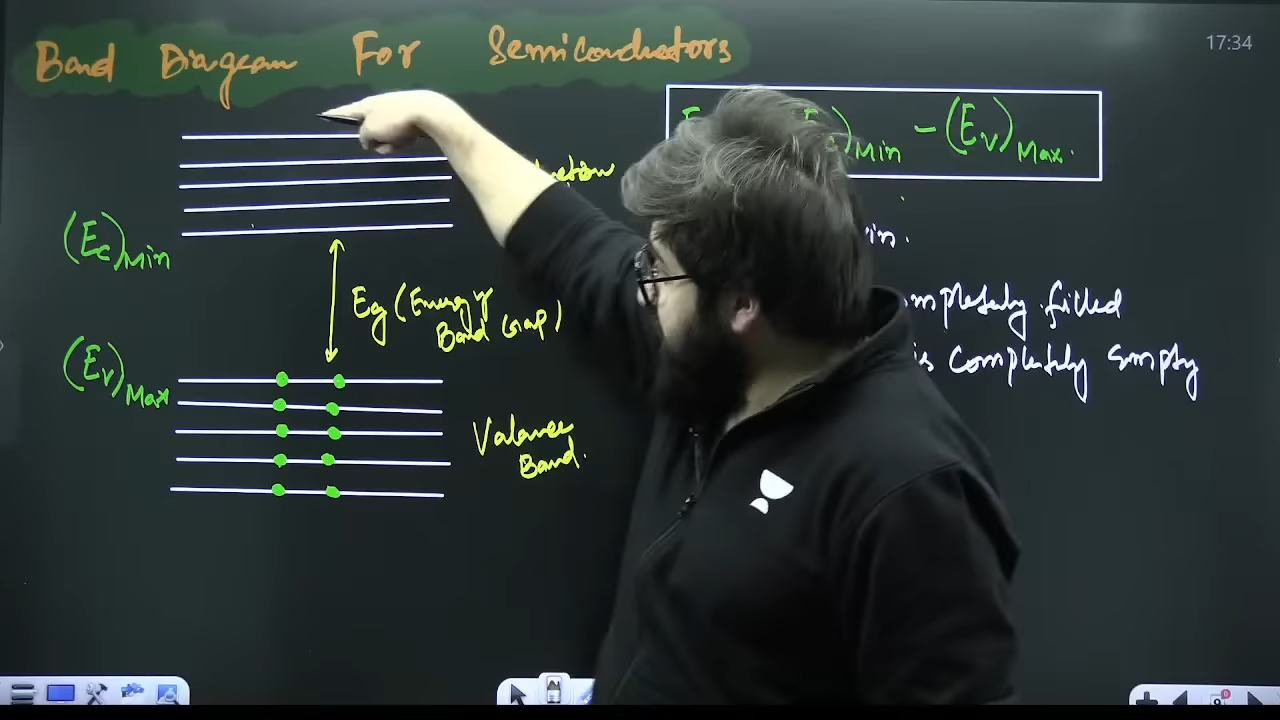 Band Diagram For Semiconductors
17:34
)Min - (Ev)Max.
(Ec)Min
Eg (Energy
Band Gap)
completely filled
(Ev)Max
is completely empty
Valance
Band.